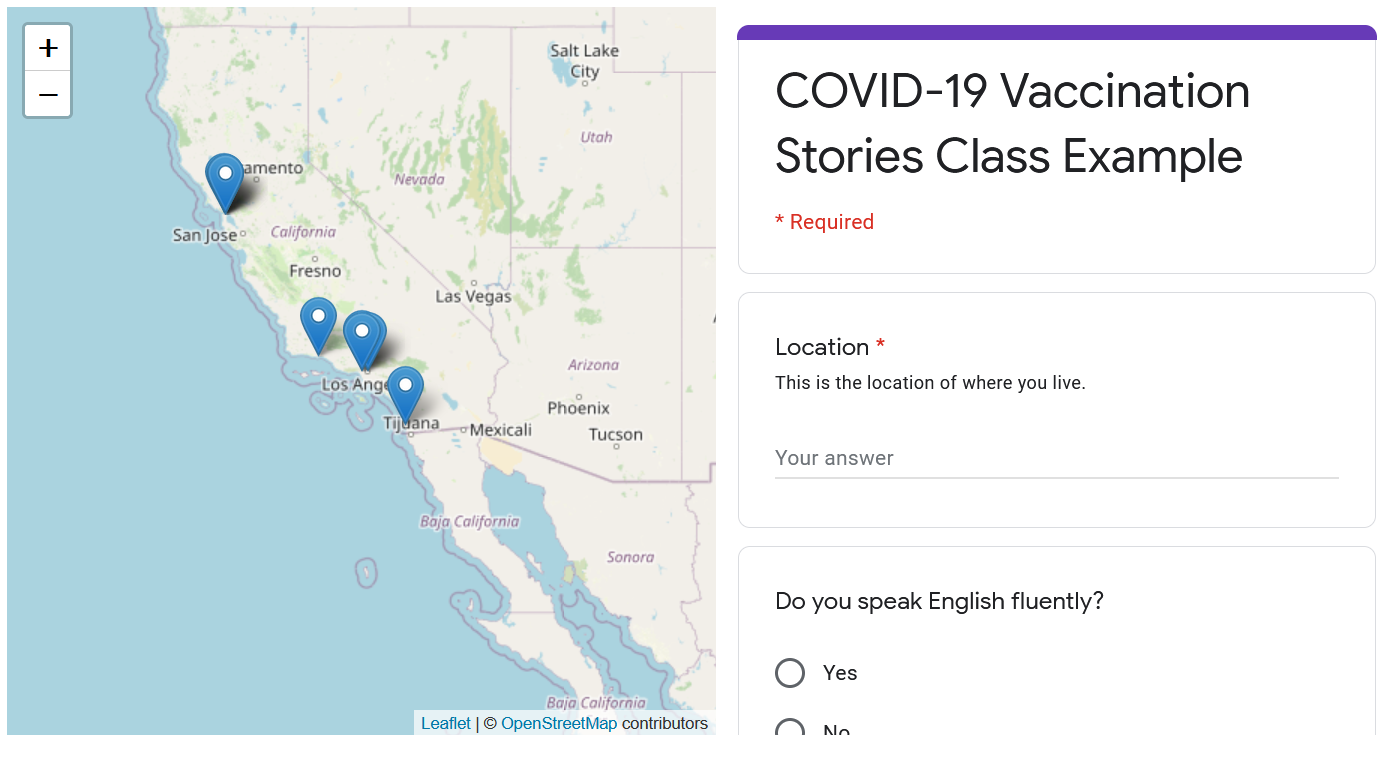 +
−
Salt Lake
City
Utah
amento
Nevada
San Jose
California
Fresno
Las Vegas
Arizona
Los Ange
Phoenix
Tijuana
Mexicali
Tucson
Baja California
Sonora
Baja California
Leaflet | © OpenStreetMap contributors
COVID-19 Vaccination
Stories Class Example
* Required
Location *
This is the location of where you live.
Your answer
Do you speak English fluently?
Yes
No